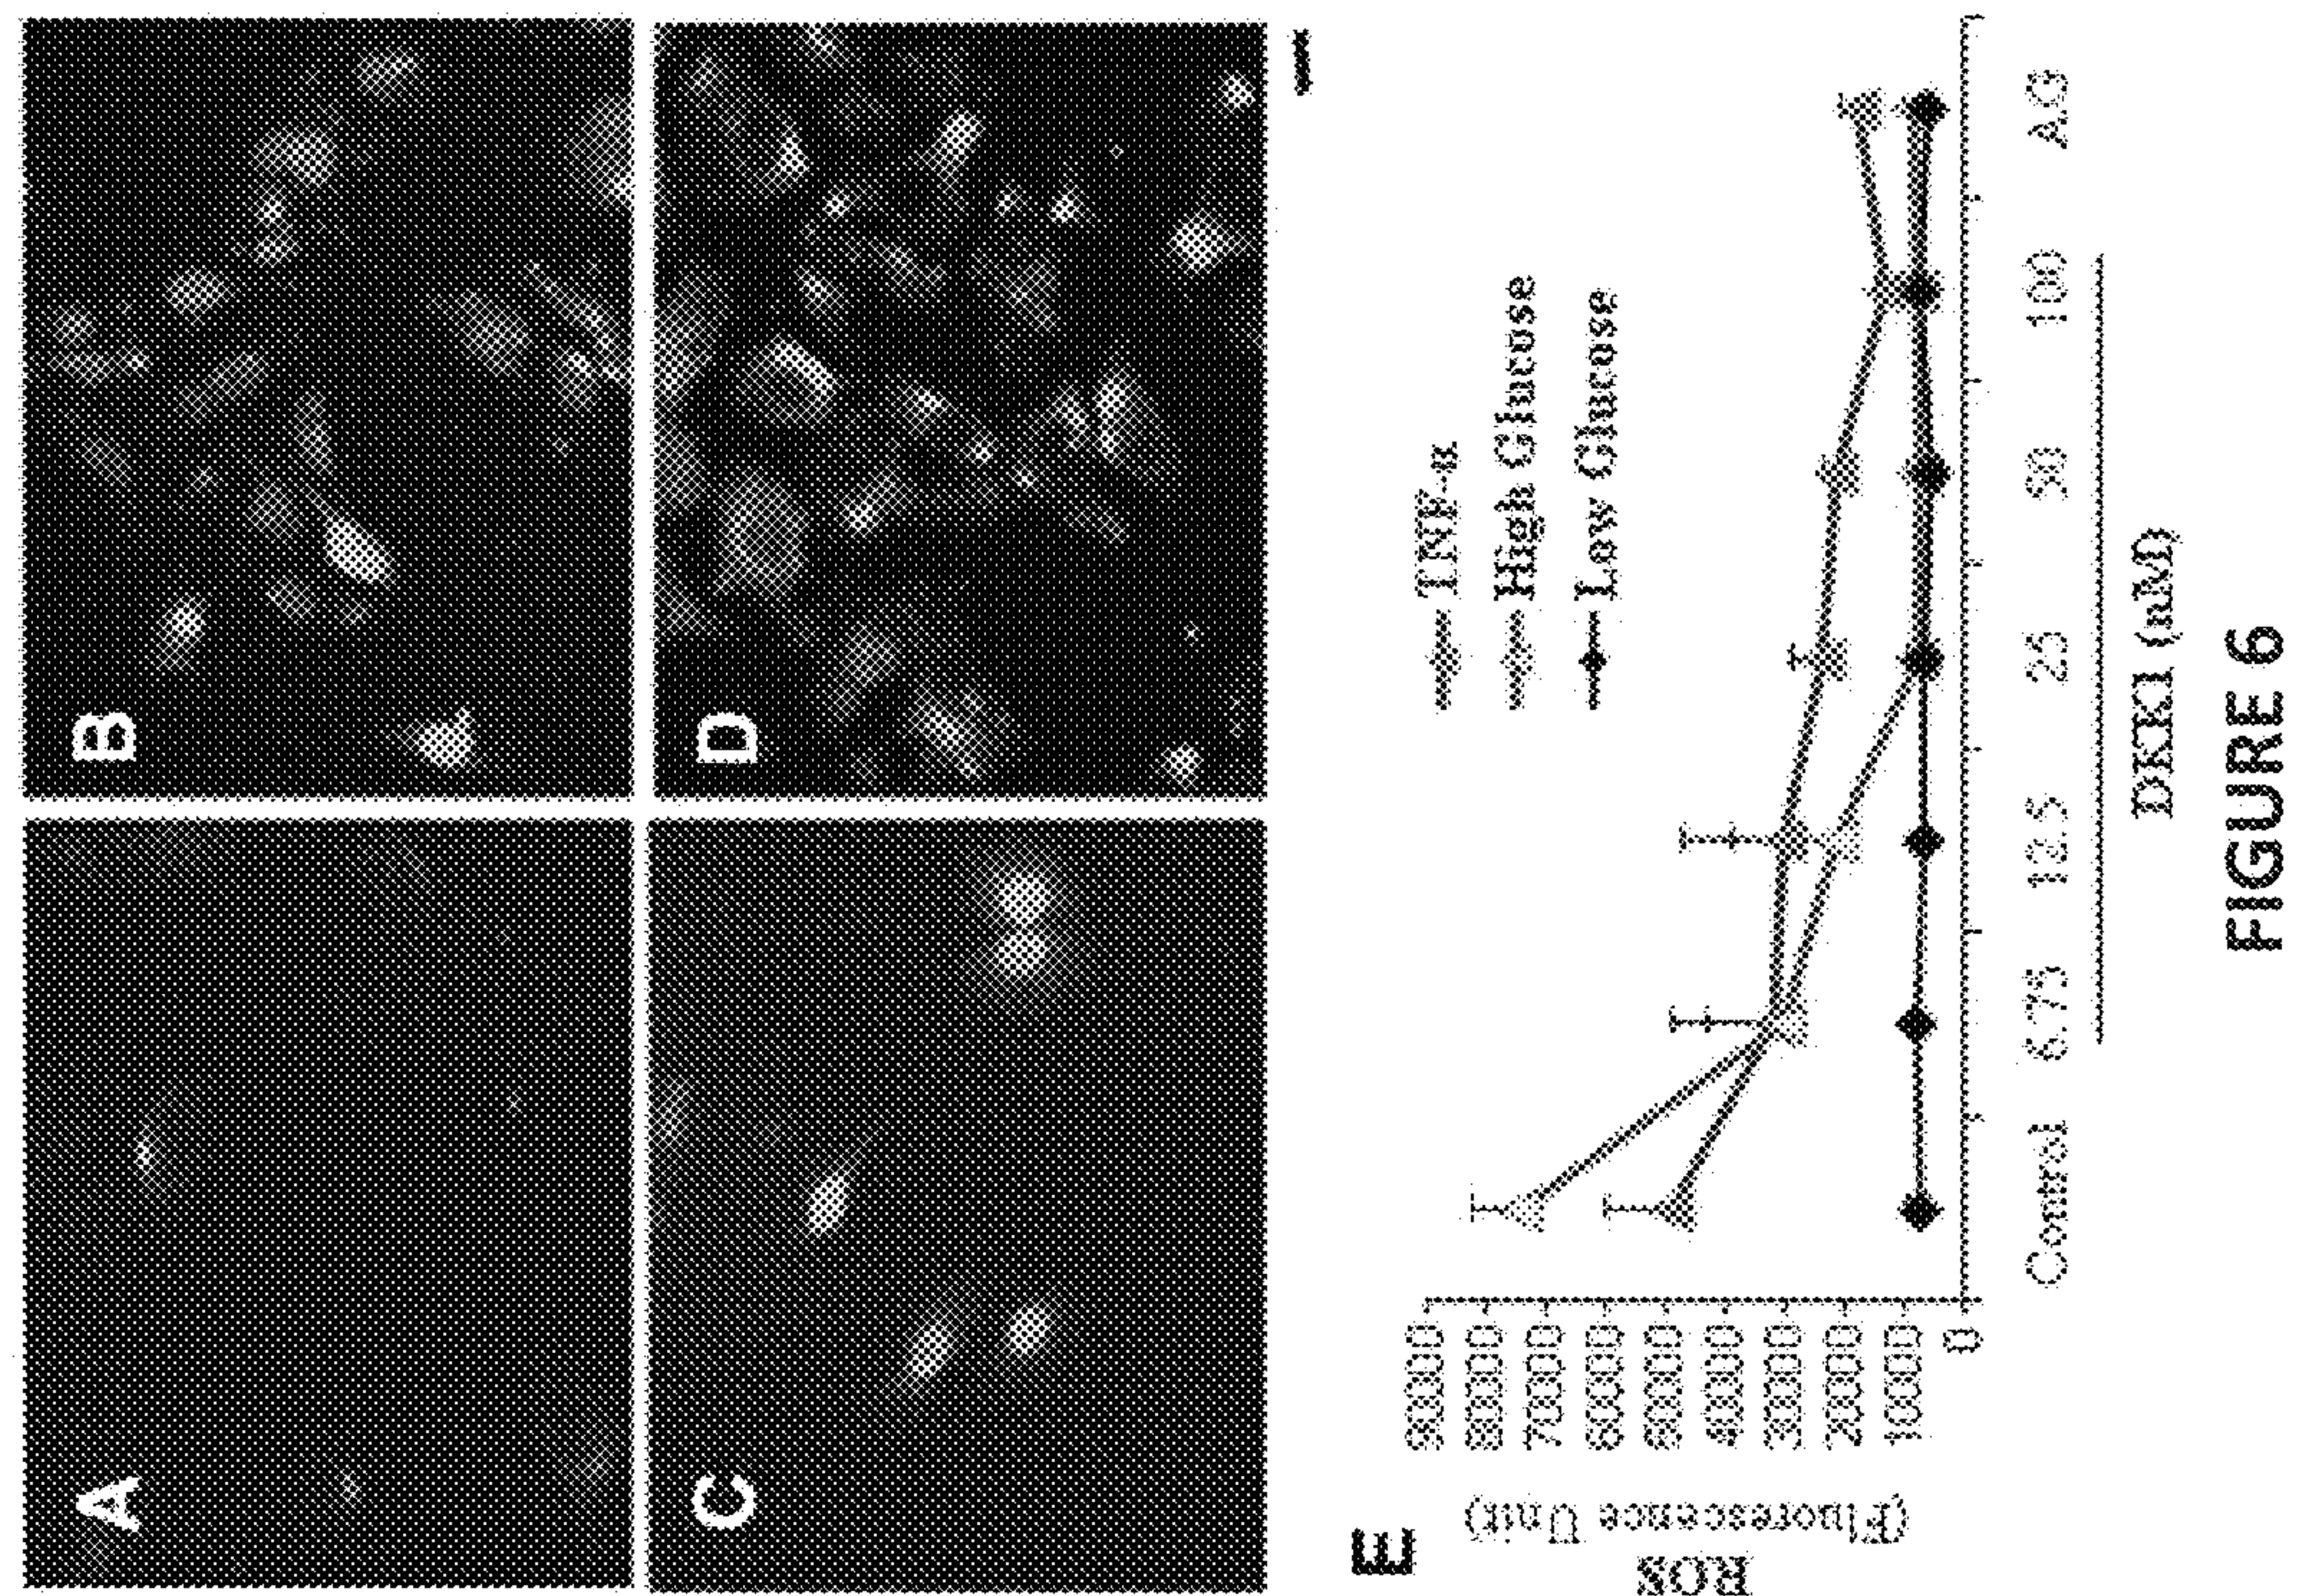 A
B
C
D
E
ROS
(Fluorescence Unit)
90000
80000
70000
60000
50000
40000
30000
20000
10000
0
TNF-α
High Glucose
Low Glucose
Control 6.75 12.5 25 50 100 AG
DKK1 (nM)
FIGURE 6